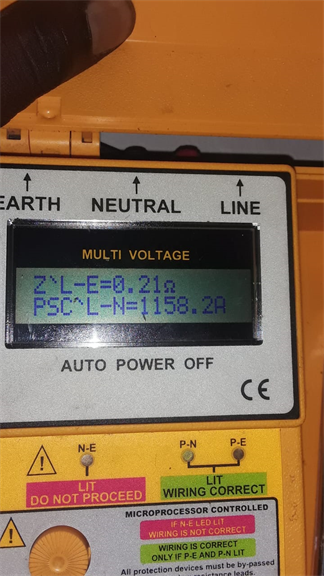 EARTH NEUTRAL LINE
MULTI VOLTAGE
Z`L-E=0.21Ω
PSC^L-N=1158.2A
AUTO POWER OFF
CE
N-E P-N P-E
LIT
DO NOT PROCEED
LIT
WIRING CORRECT
MICROPROCESSOR CONTROLLED
IF N-E LED LIT
WIRING IS NOT CORRECT
WIRING IS CORRECT
ONLY IF P-E AND P-N LIT
All protection devices must be by-passed
resistance leads.